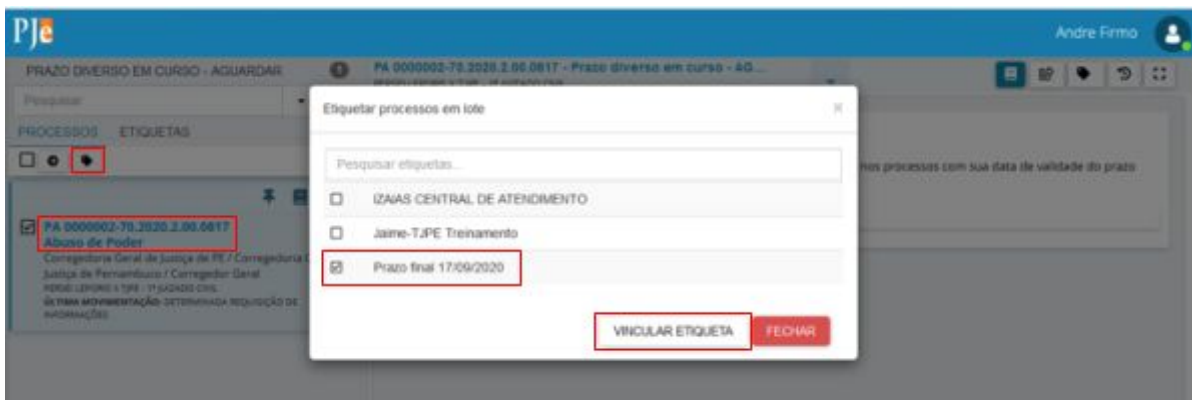 PJe
Andre Firmo
PRAZO DIVERSO EM CURSO - AGUARDAR
PA 0000002-70.2020.2.00.0817 - Prazo diverso em curso - AG...
Pesquisar
PROCESSOS ETIQUETAS
PA 0000002-70.2020.2.00.0817
Abuso de Poder
Corregedoria Geral de Justiça de PE / Corregedoria G
Justiça de Pernambuco / Corregedor Geral
ÚLTIMA MOVIMENTAÇÃO: DETERMINADA REQUISIÇÃO DE
INFORMAÇÕES
Etiquetar processos em lote
×
Pesquisar etiquetas...
IZAIAS CENTRAL DE ATENDIMENTO
Jaime-TJPE Treinamento
Prazo final 17/09/2020
VINCULAR ETIQUETA FECHAR
nos processos com sua data de validade do prazo